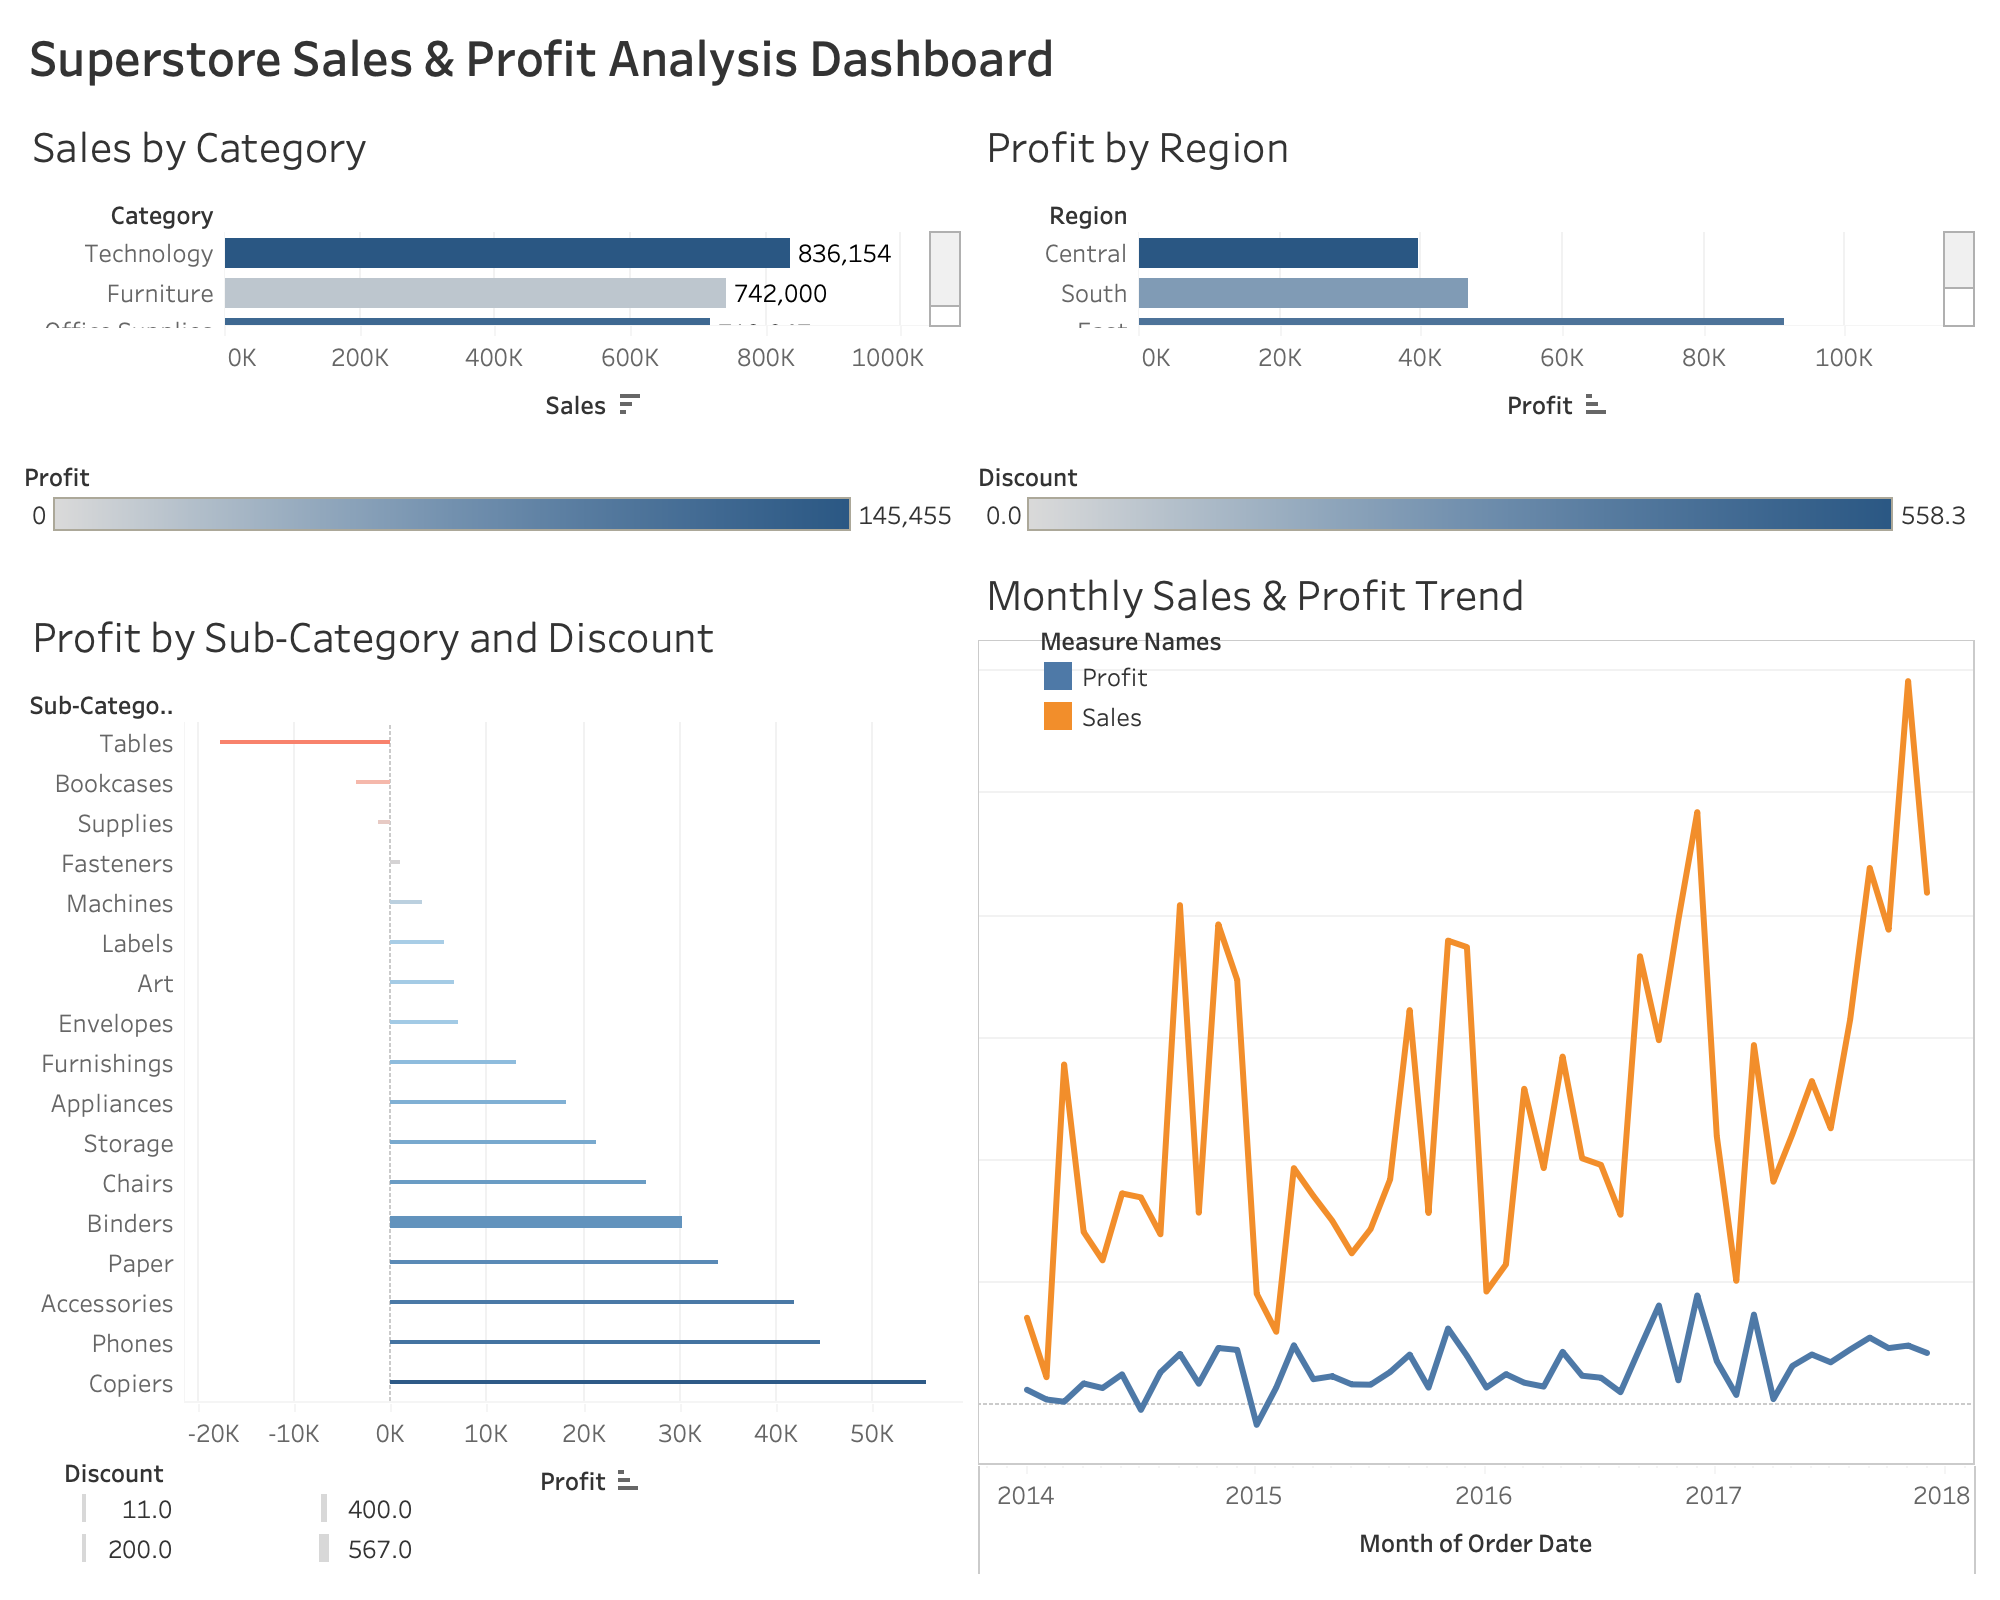 Superstore Sales & Profit Analysis Dashboard
Sales by Category
Category
Technology 836,154
Furniture 742,000
Office Supplies
0K 200K 400K 600K 800K 1000K
Sales
Profit by Region
Region
Central
South
East
0K 20K 40K 60K 80K 100K
Profit
Profit
0 145,455
Discount
0.0 558.3
Profit by Sub-Category and Discount
Sub-Catego..
Tables
Bookcases
Supplies
Fasteners
Machines
Labels
Art
Envelopes
Furnishings
Appliances
Storage
Chairs
Binders
Paper
Accessories
Phones
Copiers
-20K -10K 0K 10K 20K 30K 40K 50K
Profit
Discount
11.0 400.0
200.0 567.0
Monthly Sales & Profit Trend
Measure Names
Profit
Sales
2014 2015 2016 2017 2018
Month of Order Date